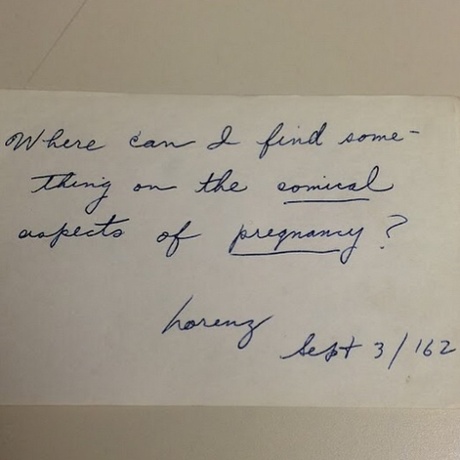 Where can I find some-
thing on the comical
aspects of pregnancy?
Lorenz
Sept 3/'62